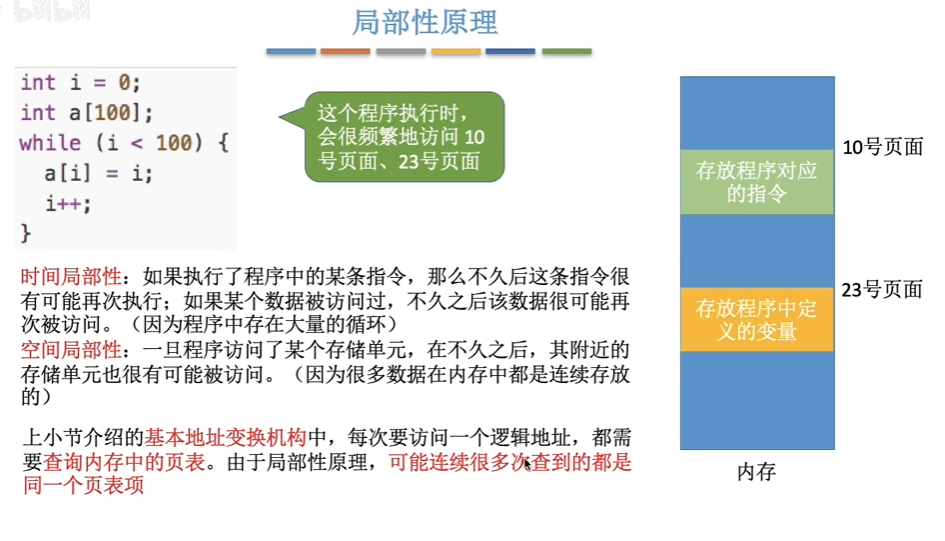 bilibili
局部性原理
int i = 0;
int a[100];
while (i < 100) {
a[i] = i;
i++;
}
这个程序执行时，
会很频繁地访问 10
号页面、23号页面
10号页面
存放程序对应
的指令
23号页面
存放程序中定
义的变量
内存
时间局部性：如果执行了程序中的某条指令，那么不久后这条指令很
有可能再次执行；如果某个数据被访问过，不久之后该数据很可能再
次被访问。（因为程序中存在大量的循环）
空间局部性：一旦程序访问了某个存储单元，在不久之后，其附近的
存储单元也很有可能被访问。（因为很多数据在内存中都是连续存放
的）
上小节介绍的基本地址变换机构中，每次要访问一个逻辑地址，都需
要查询内存中的页表。由于局部性原理，可能连续很多次查到的都是
同一个页表项